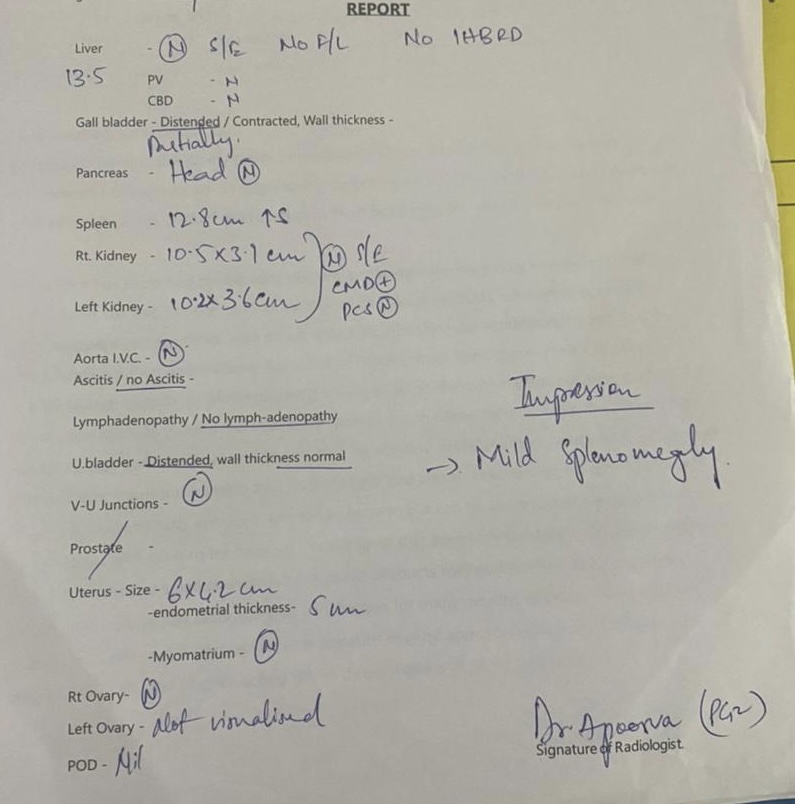 REPORT
Liver - (N) S/E No F/L No IHBRD
13.5 PV - N
CBD - N
Gall bladder - Distended / Contracted, Wall thickness -
Partially.
Pancreas - Head (N)
Spleen - 12.8cm ↑S
Rt. Kidney - 10.5x3.9 cm (N) S/E
CMD (+)
Left Kidney - 10.2x3.6cm PCS (N)
Aorta I.V.C. - (N)
Ascitis / no Ascitis -
Impression
Lymphadenopathy / No lymph-adenopathy
U.bladder - Distended, wall thickness normal
→ Mild Splenomegaly.
V-U Junctions - (N)
Prostate -
Uterus - Size - 6x4.2 cm
-endometrial thickness- 5
-Myomatrium - (N)
Rt Ovary- (N)
Left Ovary - Not visualised
Dr. Apoorva (PG2)
Signature of Radiologist.
POD - Nil